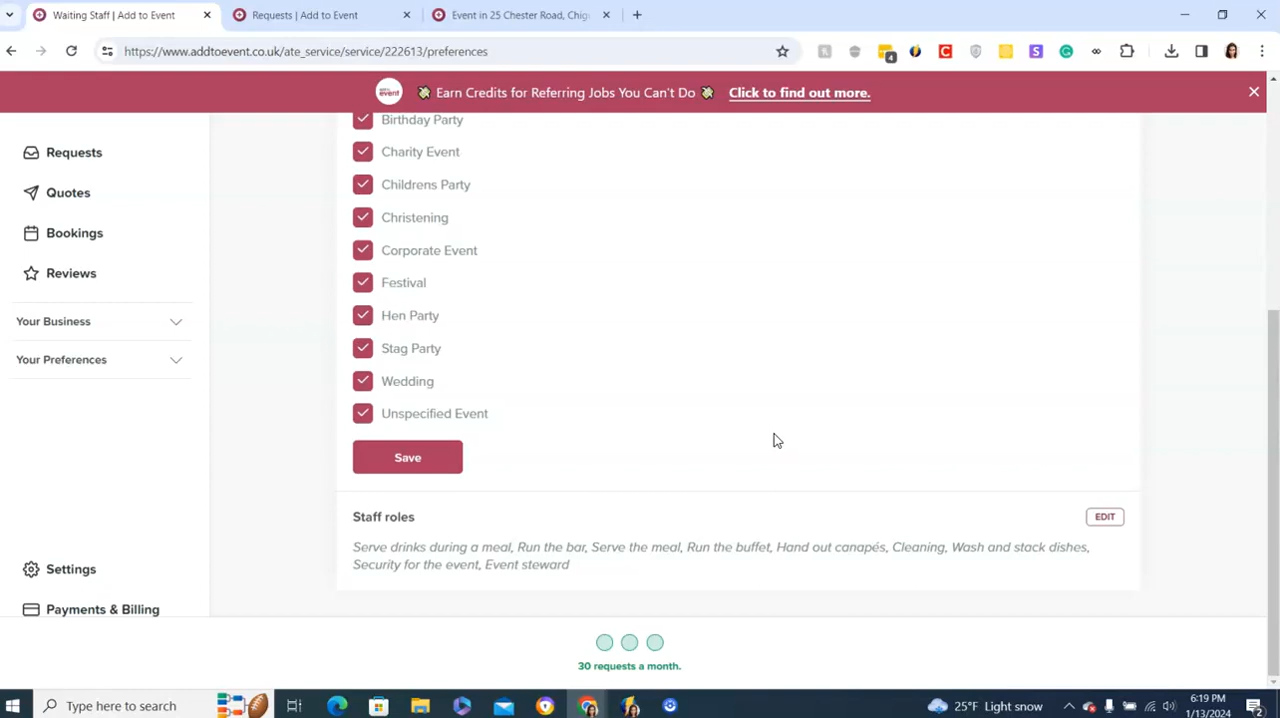 Waiting Staff | Add to Event
Requests | Add to Event
Event in 25 Chester Road, Chig
https://www.addtoevent.co.uk/ate_service/service/222613/preferences
4
Earn Credits for Referring Jobs You Can't Do
Click to find out more.
Requests
Quotes
Bookings
Reviews
Your Business
Your Preferences
Settings
Payments & Billing
Birthday Party
Charity Event
Childrens Party
Christening
Corporate Event
Festival
Hen Party
Stag Party
Wedding
Unspecified Event
Save
Staff roles
EDIT
Serve drinks during a meal, Run the bar, Serve the meal, Run the buffet, Hand out canapés, Cleaning, Wash and stack dishes,
Security for the event, Event steward
30 requests a month.
Type here to search
25°F Light snow
6:19 PM
1/13/2024
2